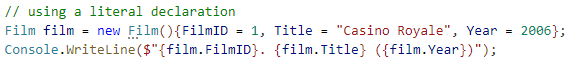 // using a literal declaration
Film film = new Film(){FilmID = 1, Title = "Casino Royale", Year = 2006};
Console.WriteLine($"{film.FilmID}. {film.Title} ({film.Year})");